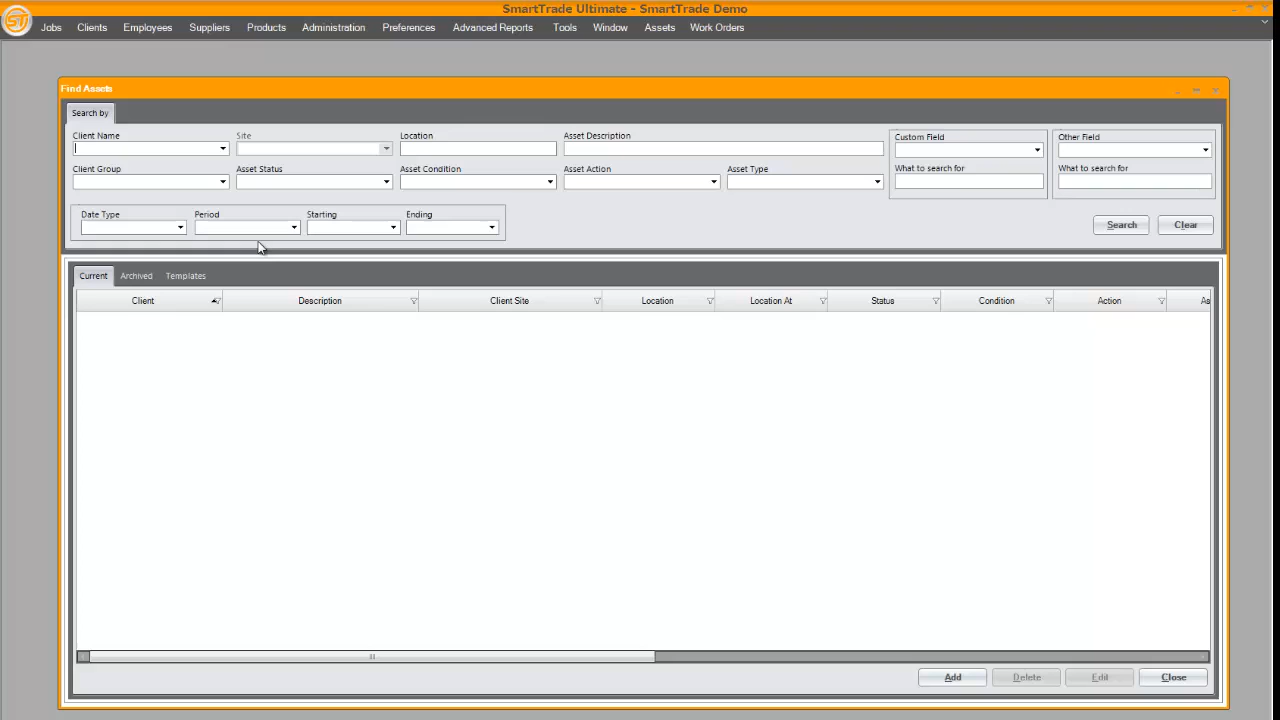 SmartTrade Ultimate - SmartTrade Demo
ST Jobs Clients Employees Suppliers Products Administration Preferences Advanced Reports Tools Window Assets Work Orders
Find Assets
Search by
Client Name Site Location Asset Description Custom Field Other Field
Client Group Asset Status Asset Condition Asset Action Asset Type What to search for What to search for
Date Type Period Starting Ending
Search Clear
Current Archived Templates
Client Description Client Site Location Location At Status Condition Action As
Add Delete Edit Close